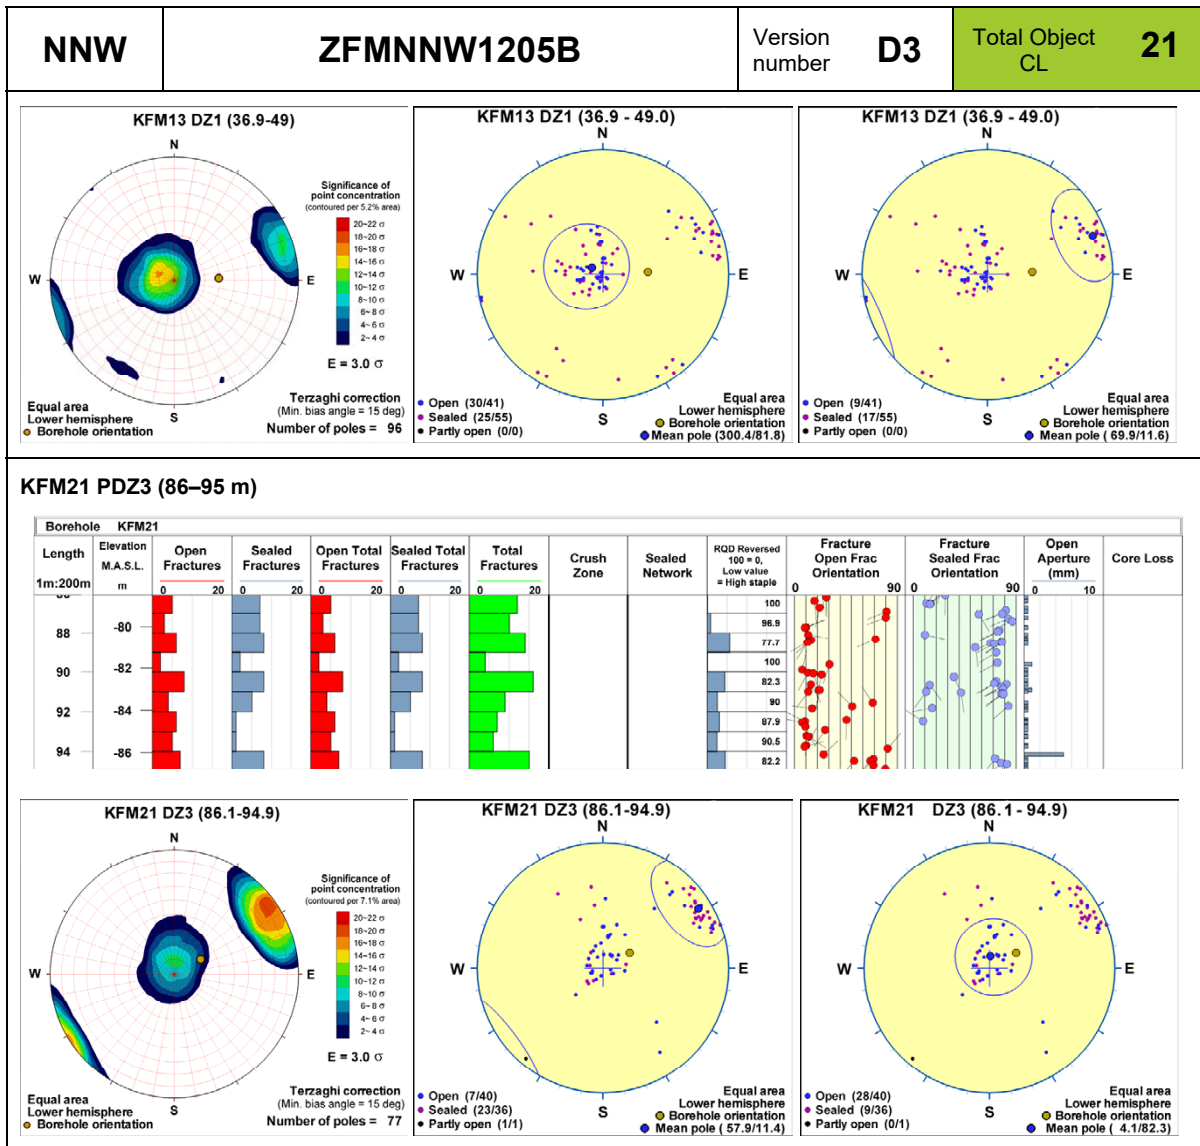 NNW
ZFMNNW1205B
Version number
D3
Total Object CL
21
KFM13 DZ1 (36.9-49)
N
W
E
S
Significance of
point concentration
(contoured per 5.2% area)
20~22 σ
18~20 σ
16~18 σ
14~16 σ
12~14 σ
10~12 σ
8~10 σ
6~ 8 σ
4~ 6 σ
2~ 4 σ
E = 3.0 σ
Equal area
Lower hemisphere
Borehole orientation
Terzaghi correction
(Min. bias angle = 15 deg)
Number of poles = 96
KFM13 DZ1 (36.9 - 49.0)
N
W
E
S
Open (30/41)
Sealed (25/55)
Partly open (0/0)
Equal area
Lower hemisphere
Borehole orientation
Mean pole (300.4/81.8)
KFM13 DZ1 (36.9 - 49.0)
N
W
E
S
Open (9/41)
Sealed (17/55)
Partly open (0/0)
Equal area
Lower hemisphere
Borehole orientation
Mean pole ( 69.9/11.6)
KFM21 PDZ3 (86–95 m)
Borehole KFM21
Length
1m:200m
Elevation
M.A.S.L.
m
Open
Fractures
0 20
Sealed
Fractures
0 20
Open Total
Fractures
0 20
Sealed Total
Fractures
0 20
Total
Fractures
0 20
Crush
Zone
Sealed
Network
RQD Reversed
100 = 0,
Low value
= High staple
Fracture
Open Frac
Orientation
0 90
Fracture
Sealed Frac
Orientation
0 90
Open
Aperture
(mm)
0 10
Core Loss
88
90
92
94
-80
-82
-84
-86
100
96.9
77.7
100
82.3
90
87.9
90.5
82.2
KFM21 DZ3 (86.1-94.9)
N
W
E
S
Significance of
point concentration
(contoured per 7.1% area)
20~22 σ
18~20 σ
16~18 σ
14~16 σ
12~14 σ
10~12 σ
8~10 σ
6~ 8 σ
4~ 6 σ
2~ 4 σ
E = 3.0 σ
Equal area
Lower hemisphere
Borehole orientation
Terzaghi correction
(Min. bias angle = 15 deg)
Number of poles = 77
KFM21 DZ3 (86.1-94.9)
N
W
E
S
Open (7/40)
Sealed (23/36)
Partly open (1/1)
Equal area
Lower hemisphere
Borehole orientation
Mean pole ( 57.9/11.4)
KFM21 DZ3 (86.1 - 94.9)
N
W
E
S
Open (28/40)
Sealed (9/36)
Partly open (0/1)
Equal area
Lower hemisphere
Borehole orientation
Mean pole ( 4.1/82.3)